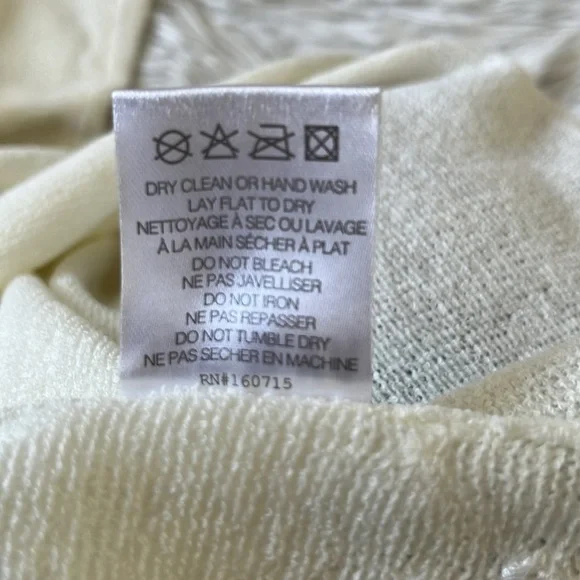 DRY CLEAN OR HAND WASH
LAY FLAT TO DRY
NETTOYAGE À SEC OU LAVAGE
À LA MAIN SÉCHER À PLAT
DO NOT BLEACH
NE PAS JAVELLISER
DO NOT IRON
NE PAS REPASSER
DO NOT TUMBLE DRY
NE PAS SECHER EN MACHINE
RN#160715